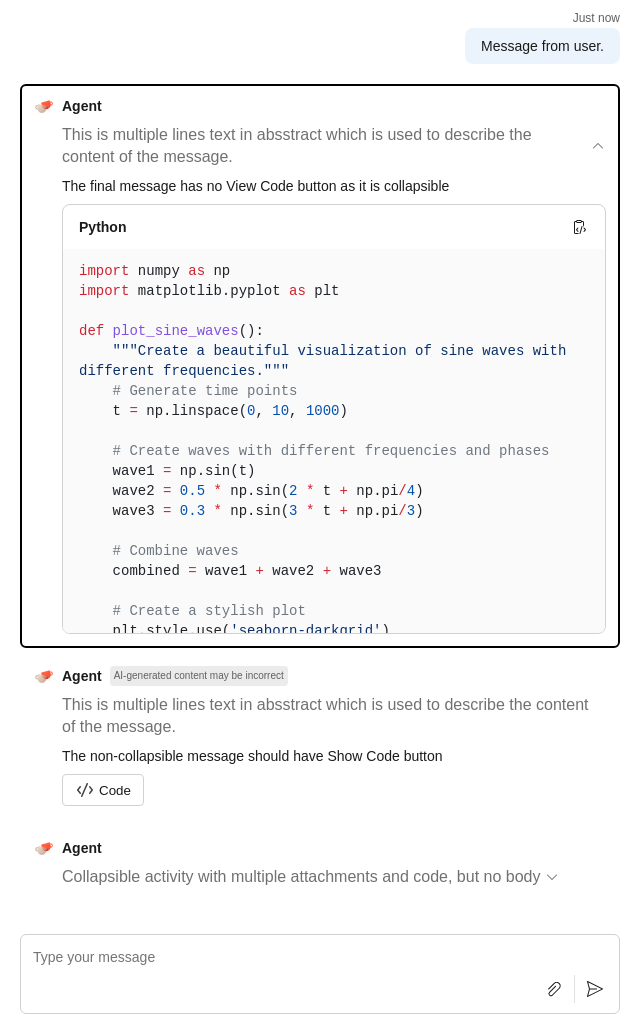 Just now
Message from user.
Agent
This is multiple lines text in absstract which is used to describe the
content of the message.
The final message has no View Code button as it is collapsible
Python
import numpy as np
import matplotlib.pyplot as plt
def plot_sine_waves():
    """Create a beautiful visualization of sine waves with
different frequencies."""
    # Generate time points
    t = np.linspace(0, 10, 1000)
    # Create waves with different frequencies and phases
    wave1 = np.sin(t)
    wave2 = 0.5 * np.sin(2 * t + np.pi/4)
    wave3 = 0.3 * np.sin(3 * t + np.pi/3)
    # Combine waves
    combined = wave1 + wave2 + wave3
    # Create a stylish plot
    plt.style.use('seaborn-darkgrid')
Agent AI-generated content may be incorrect
This is multiple lines text in absstract which is used to describe the content
of the message.
The non-collapsible message should have Show Code button
Code
Agent
Collapsible activity with multiple attachments and code, but no body
Type your message